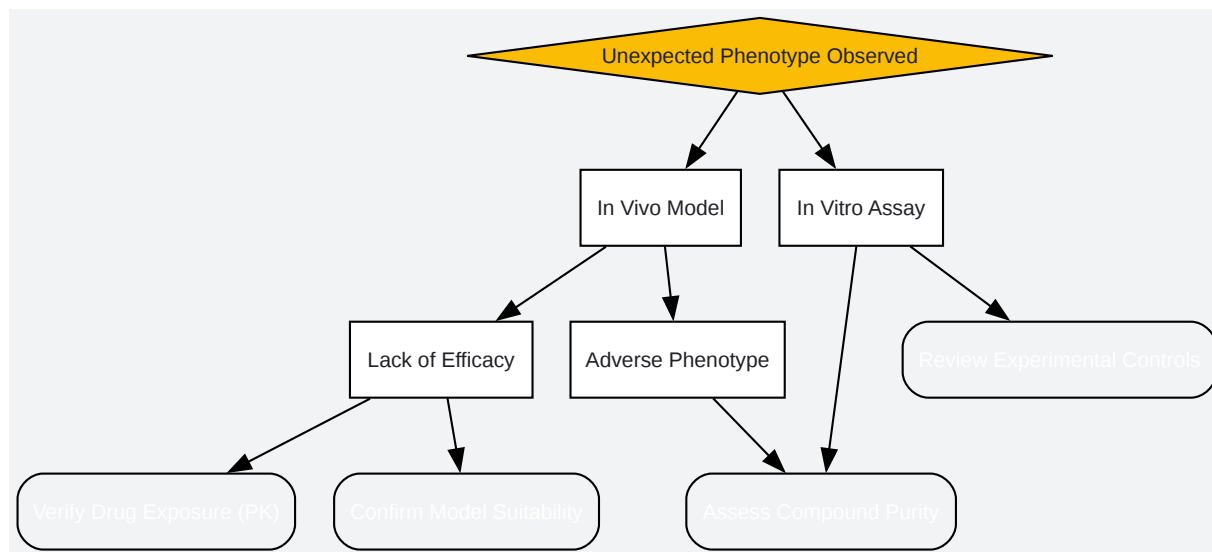 Unexpected Phenotype Observed
In Vivo Model
In Vitro Assay
Lack of Efficacy
Adverse Phenotype
Review Experimental Controls
Verify Drug Exposure (PK)
Confirm Model Suitability
Assess Compound Purity